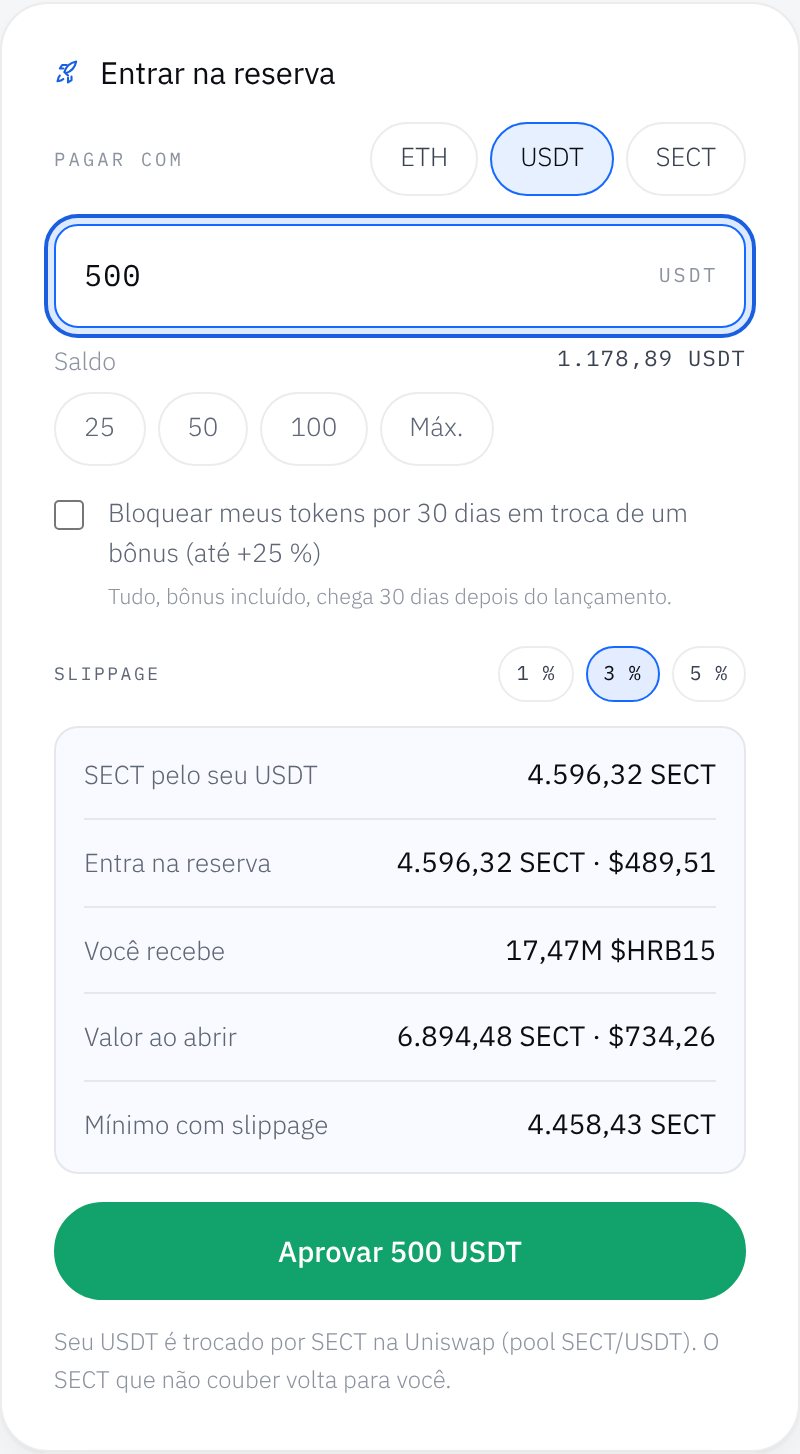 Entrar na reserva
PAGAR COM
ETH
USDT
SECT
500
USDT
Saldo
1.178,89 USDT
25
50
100
Máx.
Bloquear meus tokens por 30 dias em troca de um
bônus (até +25 %)
Tudo, bônus incluído, chega 30 dias depois do lançamento.
SLIPPAGE
1 %
3 %
5 %
SECT pelo seu USDT
4.596,32 SECT
Entra na reserva
4.596,32 SECT · $489,51
Você recebe
17,47M $HRB15
Valor ao abrir
6.894,48 SECT · $734,26
Mínimo com slippage
4.458,43 SECT
Aprovar 500 USDT
Seu USDT é trocado por SECT na Uniswap (pool SECT/USDT). O
SECT que não couber volta para você.